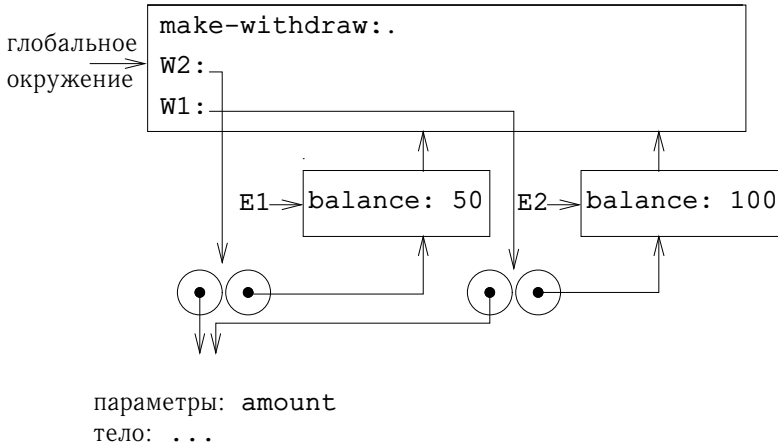 make-withdraw:.
глобальное
окружение
W2:
W1:
E1
balance: 50
E2
balance: 100
параметры: amount
тело: ...